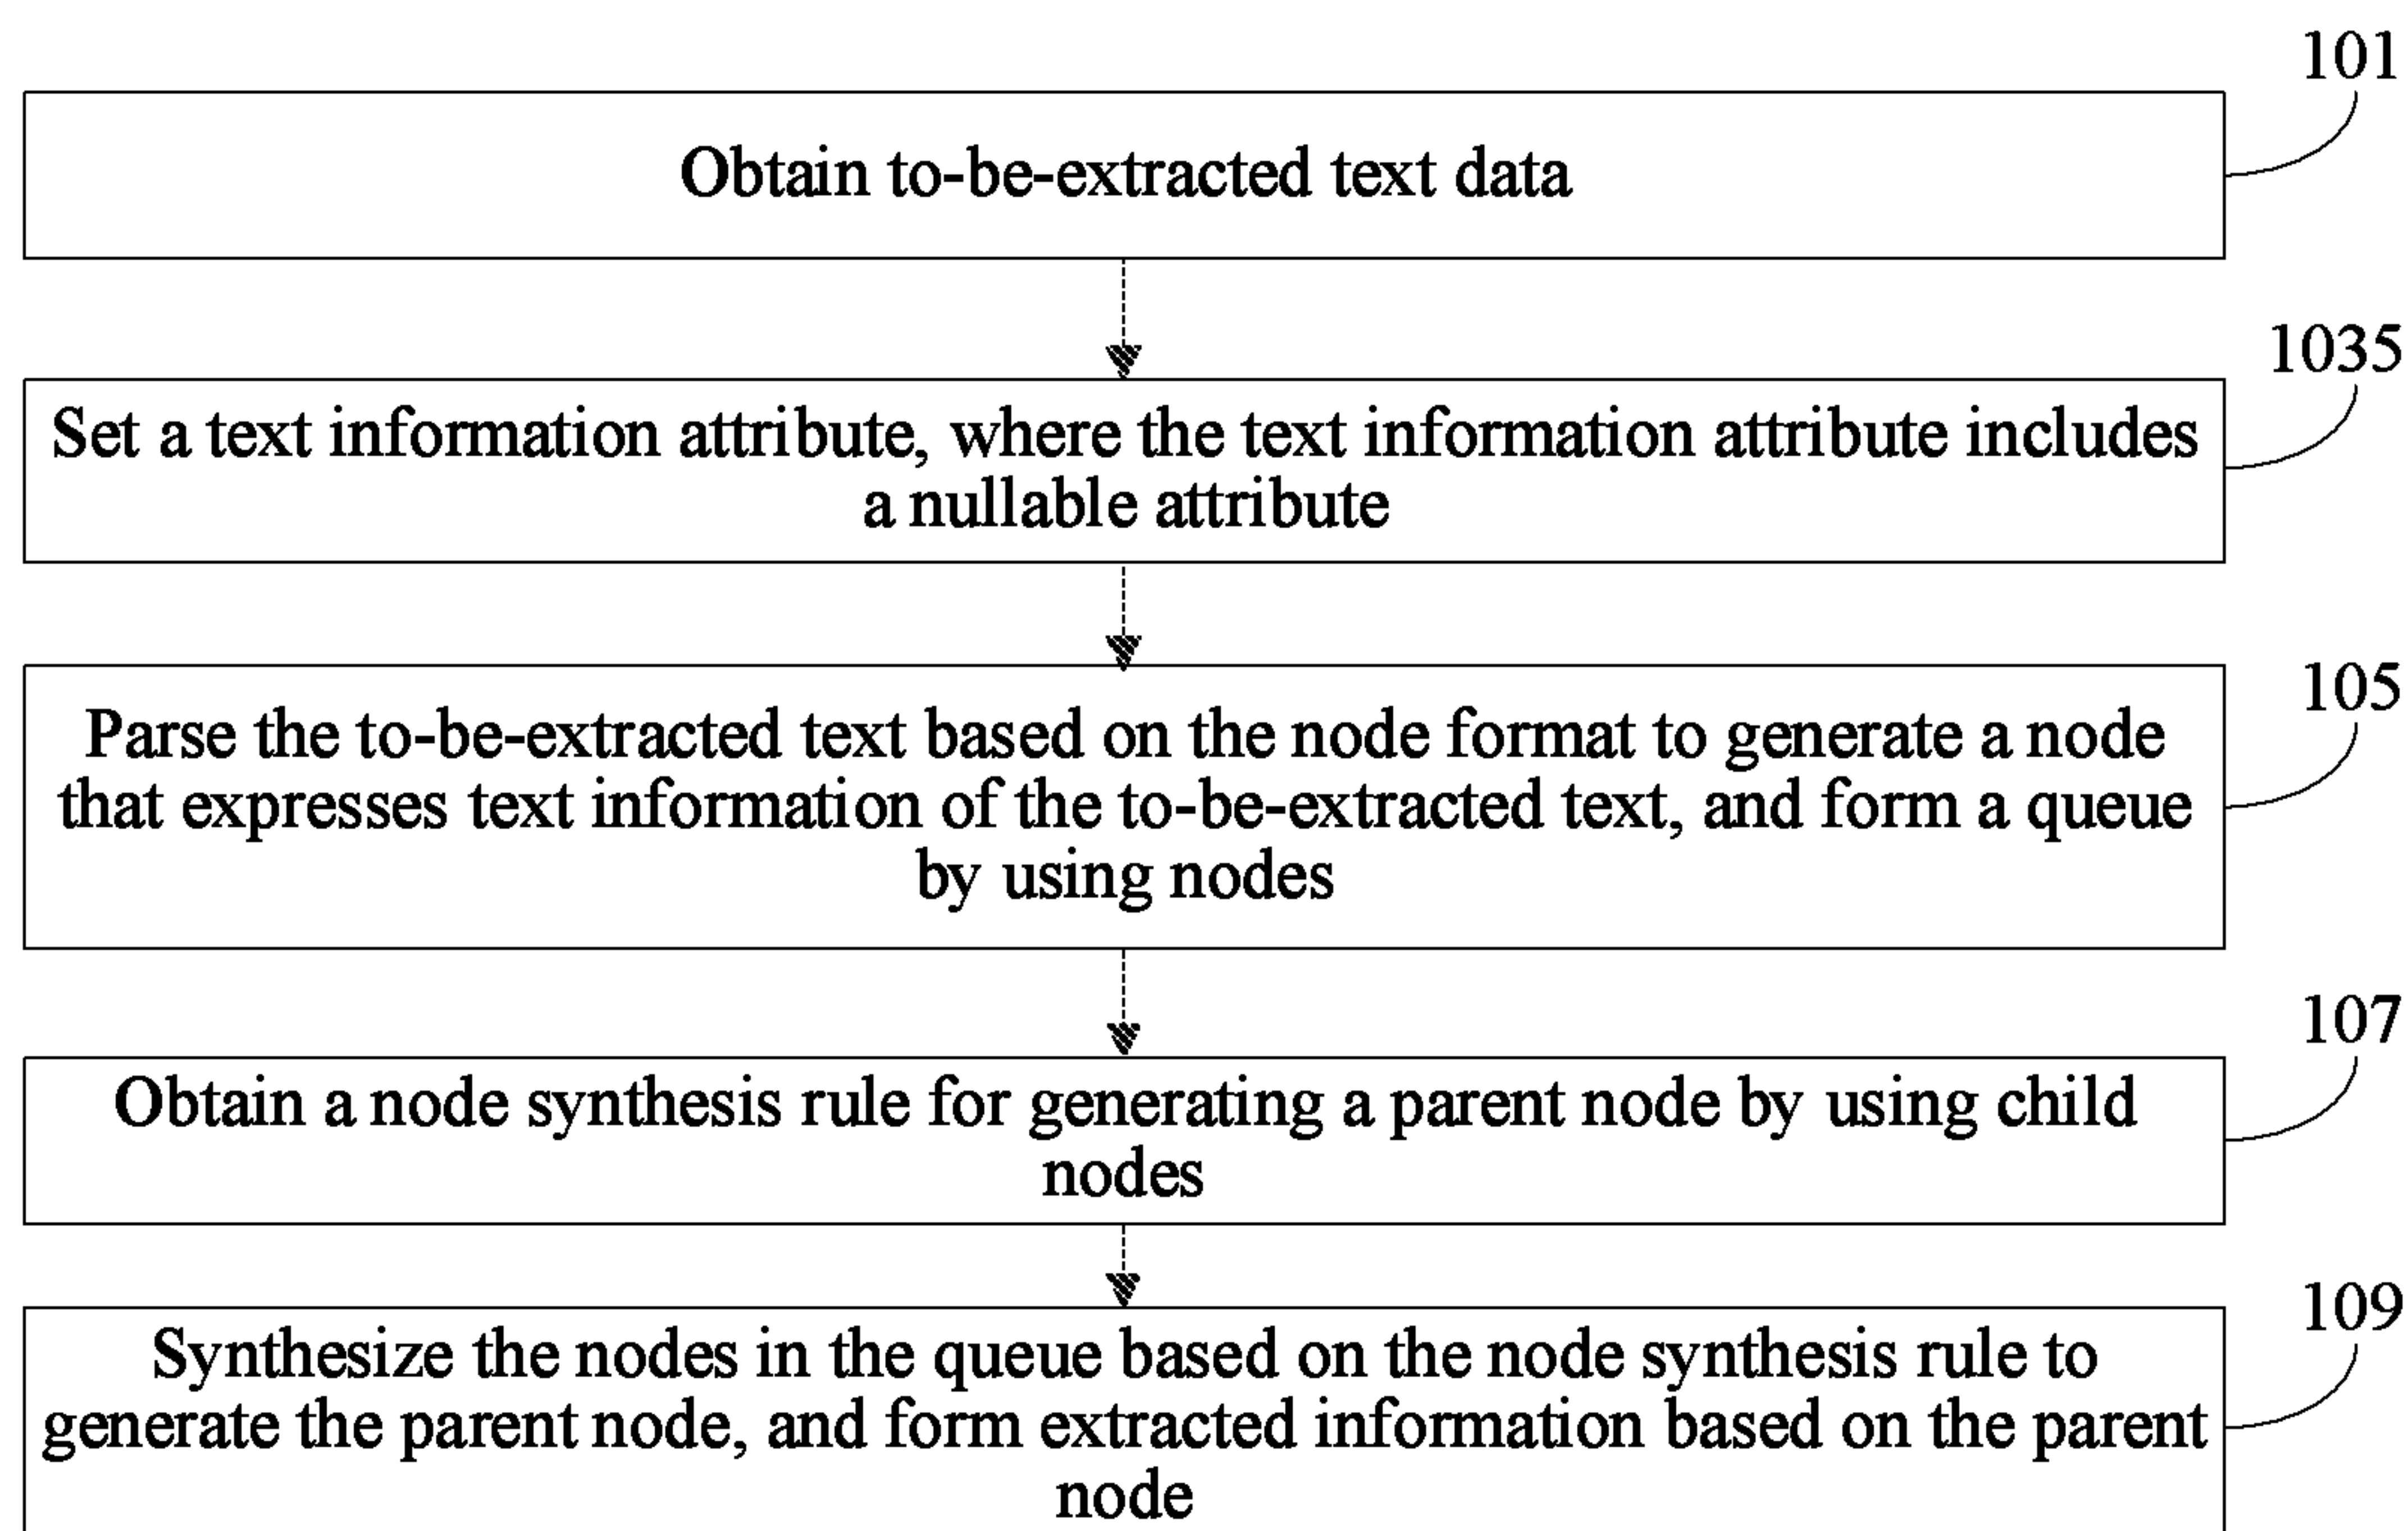 101
Obtain to-be-extracted text data
1035
Set a text information attribute, where the text information attribute includes
a nullable attribute
105
Parse the to-be-extracted text based on the node format to generate a node
that expresses text information of the to-be-extracted text, and form a queue
by using nodes
107
Obtain a node synthesis rule for generating a parent node by using child
nodes
109
Synthesize the nodes in the queue based on the node synthesis rule to
generate the parent node, and form extracted information based on the parent
node